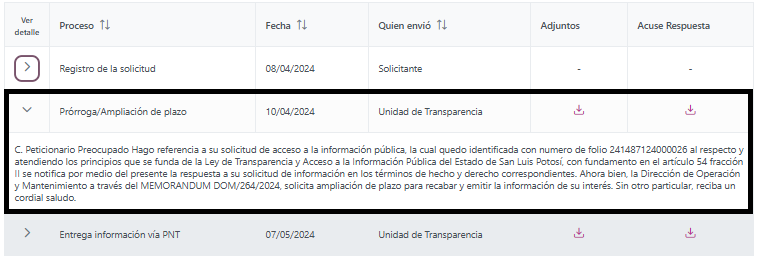 Ver detalle Proceso Fecha Quien envió Adjuntos Acuse Respuesta
Registro de la solicitud 08/04/2024 Solicitante - -
Prórroga/Ampliación de plazo 10/04/2024 Unidad de Transparencia
C. Peticionario Preocupado Hago referencia a su solicitud de acceso a la información pública, la cual quedo identificada con numero de folio 241487124000026 al respecto y
atendiendo los principios que se funda de la Ley de Transparencia y Acceso a la Información Pública del Estado de San Luis Potosí, con fundamento en el artículo 54 fracción
II se notifica por medio del presente la respuesta a su solicitud de información en los términos de hecho y derecho correspondientes. Ahora bien, la Dirección de Operación
y Mantenimiento a través del MEMORANDUM DOM/264/2024, solicita ampliación de plazo para recabar y emitir la información de su interés. Sin otro particular, reciba un
cordial saludo.
Entrega información vía PNT 07/05/2024 Unidad de Transparencia